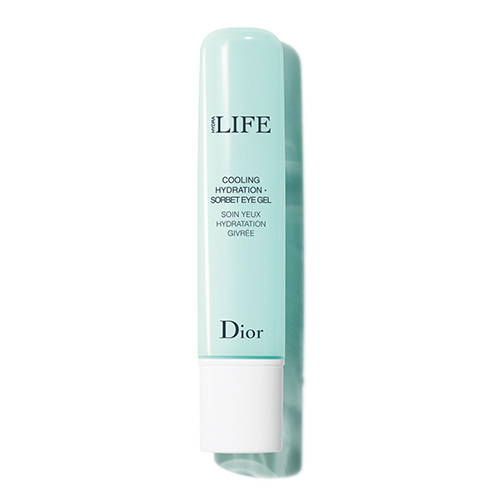 HYDRA LIFE
COOLING
HYDRATION •
SORBET EYE GEL
SOIN YEUX
HYDRATATION
GIVRÉE
Dior